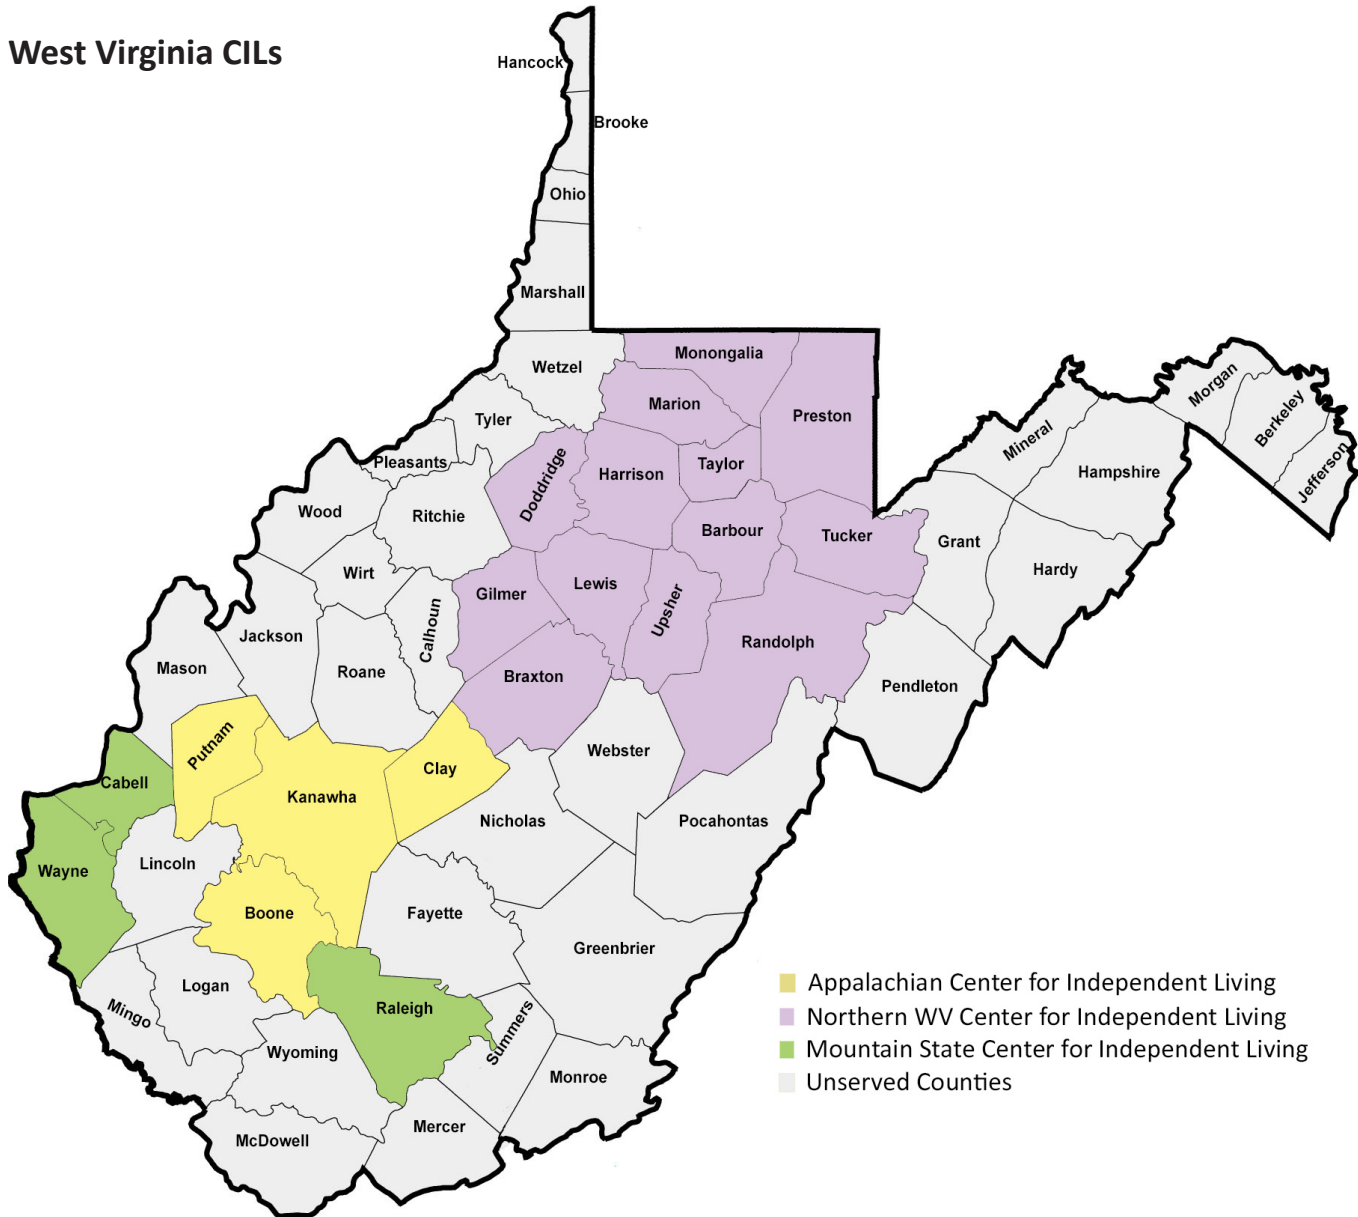 West Virginia CILs
Hancock
Brooke
Ohio
Marshall
Wetzel
Monongalia
Marion
Preston
Tyler
Pleasants
Doddridge
Harrison
Taylor
Wood
Ritchie
Barbour
Tucker
Wirt
Calhoun
Gilmer
Lewis
Upsher
Randolph
Mineral
Hampshire
Morgan
Berkeley
Jefferson
Grant
Hardy
Pendleton
Jackson
Roane
Mason
Braxton
Putnam
Cabell
Kanawha
Clay
Webster
Nicholas
Pocahontas
Wayne
Lincoln
Boone
Fayette
Greenbrier
Logan
Mingo
Raleigh
Summers
Wyoming
Monroe
Mercer
McDowell
Appalachian Center for Independent Living
Northern WV Center for Independent Living
Mountain State Center for Independent Living
Unserved Counties